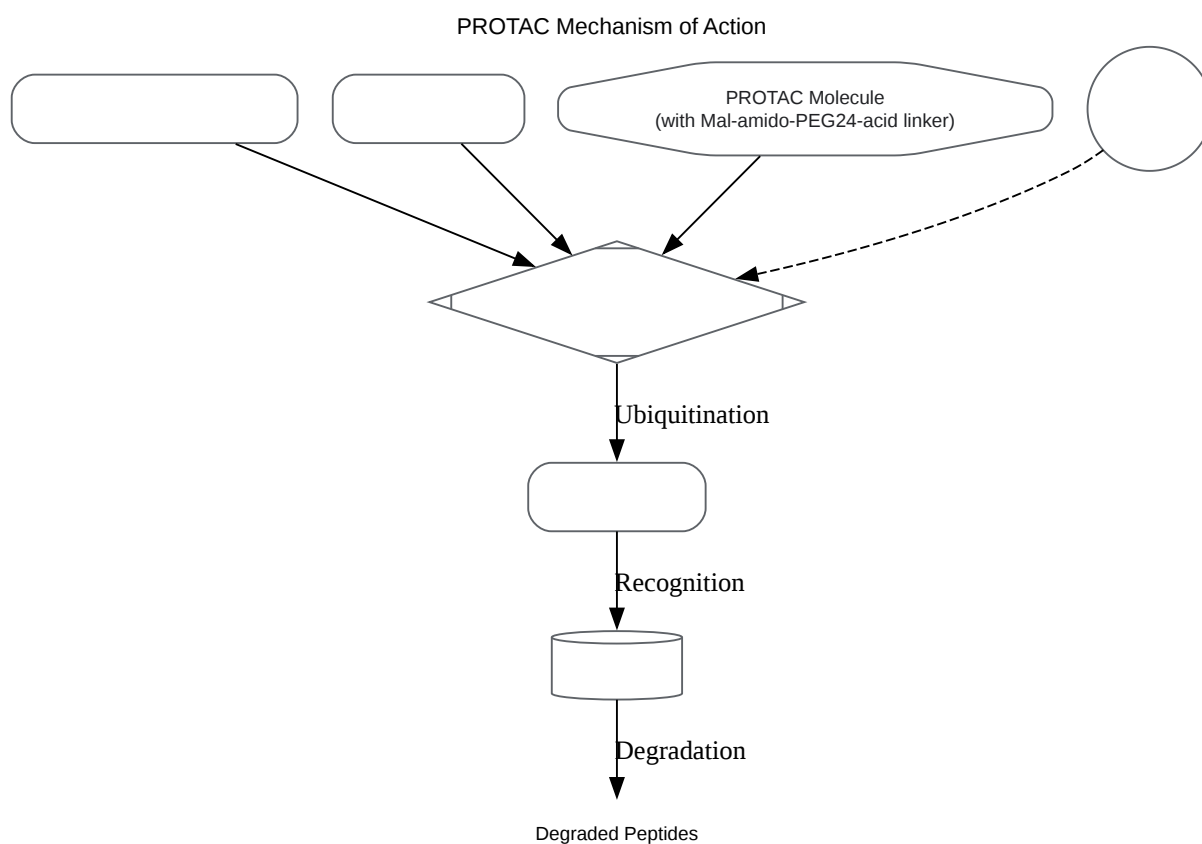 PROTAC Mechanism of Action
PROTAC Molecule
(with Mal-amido-PEG24-acid linker)
Ubiquitination
Recognition
Degradation
Degraded Peptides